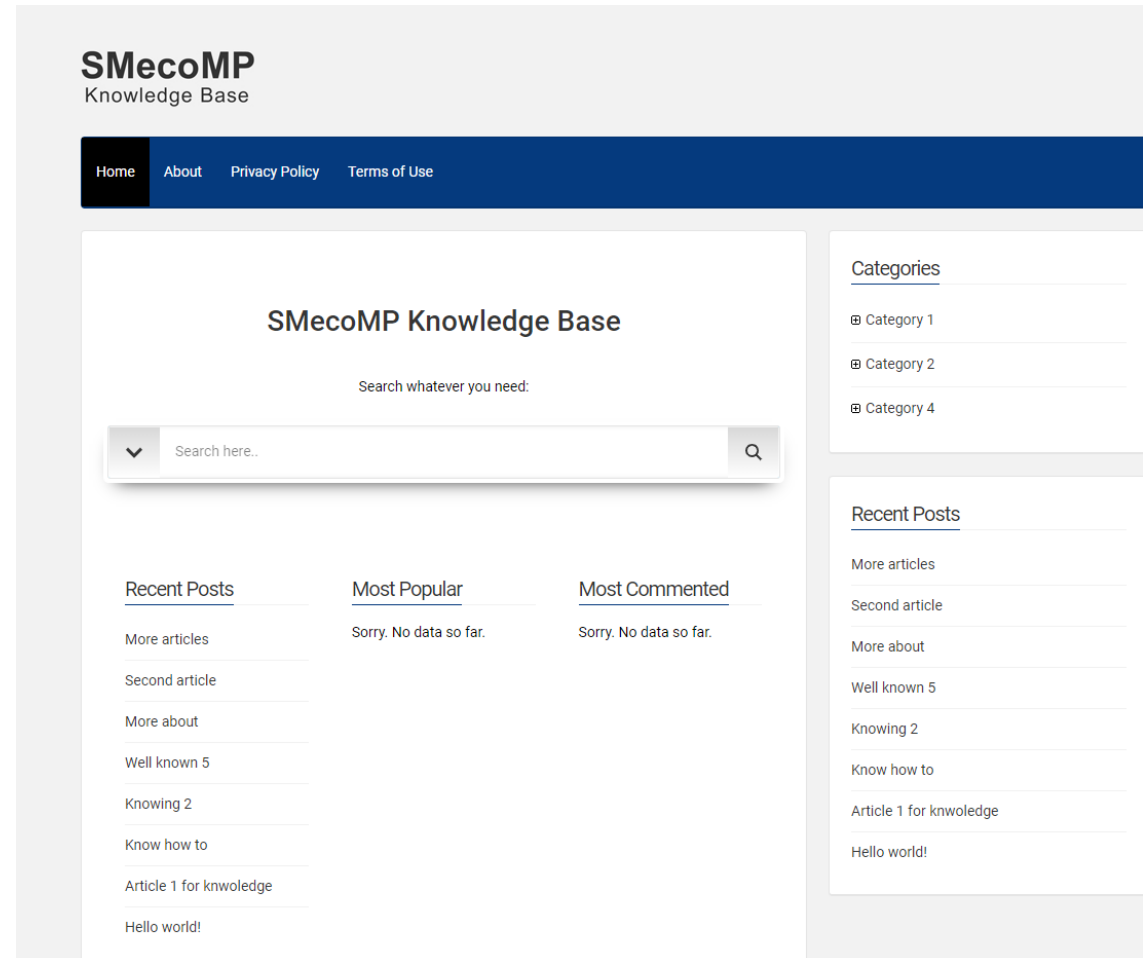 SMecoMP
Knowledge Base
Home About Privacy Policy Terms of Use
SMecoMP Knowledge Base
Search whatever you need:
Search here..
Recent Posts
More articles
Second article
More about
Well known 5
Knowing 2
Know how to
Article 1 for knwoledge
Hello world!
Most Popular
Sorry. No data so far.
Most Commented
Sorry. No data so far.
Categories
Category 1
Category 2
Category 4
Recent Posts
More articles
Second article
More about
Well known 5
Knowing 2
Know how to
Article 1 for knwoledge
Hello world!